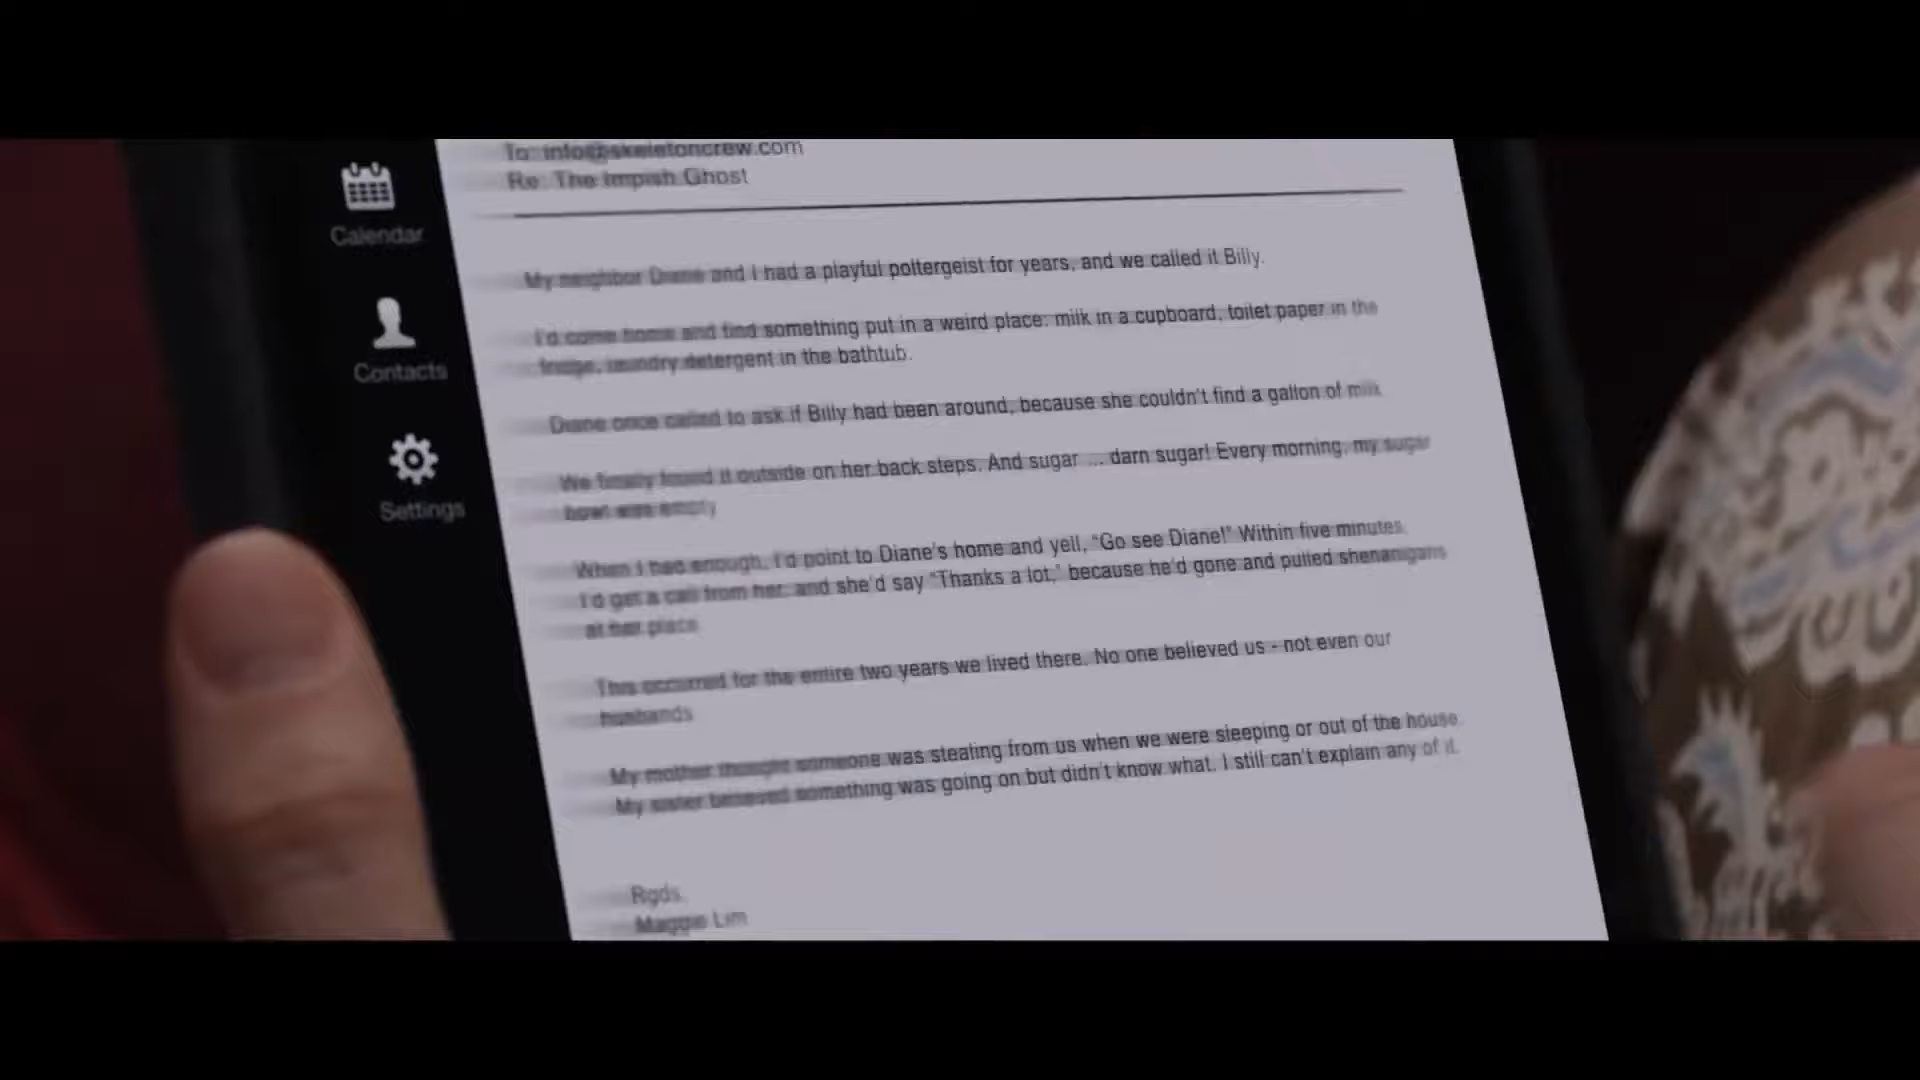 To: info@skeletoncrew.com
Re: The Impish Ghost
Calendar
Contacts
Settings
My neighbor Diane and I had a playful poltergeist for years, and we called it Billy.
I'd come home and find something put in a weird place: milk in a cupboard, toilet paper in the
fridge, laundry detergent in the bathtub.
Diane once called to ask if Billy had been around, because she couldn't find a gallon of milk
We finally found it outside on her back steps. And sugar ... darn sugar! Every morning, my sugar
bowl was empty
When I had enough, I'd point to Diane's home and yell, “Go see Diane!” Within five minutes,
I'd get a call from her, and she'd say “Thanks a lot,” because he'd gone and pulled shenanigans
at her place
This occurred for the entire two years we lived there. No one believed us - not even our
husbands
My mother thought someone was stealing from us when we were sleeping or out of the house.
My sister believed something was going on but didn't know what. I still can't explain any of it.
Rgds,
Maggie Lim